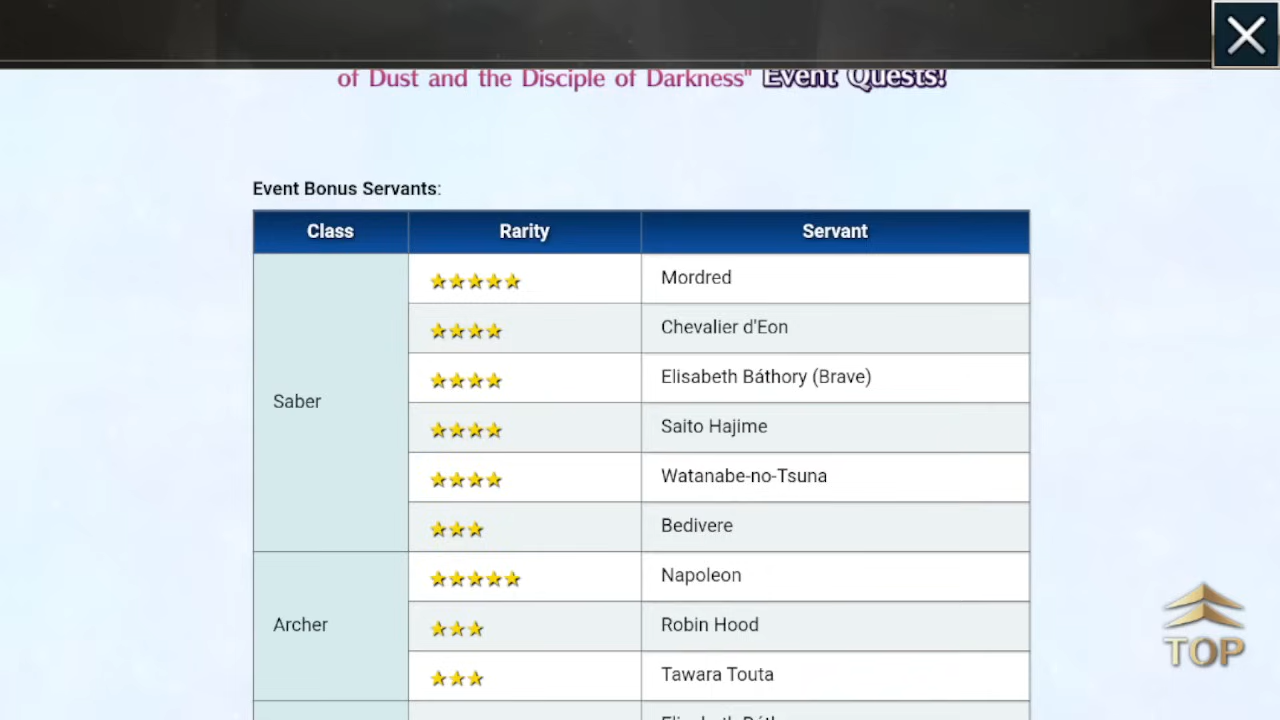 of Dust and the Disciple of Darkness" Event Quests!
Event Bonus Servants:
Class Rarity Servant
Saber
★★★★★ Mordred
★★★★ Chevalier d'Eon
★★★★ Elisabeth Báthory (Brave)
★★★★ Saito Hajime
★★★★ Watanabe-no-Tsuna
★★★ Bedivere
Archer
★★★★★ Napoleon
★★★ Robin Hood
★★★ Tawara Touta
TOP